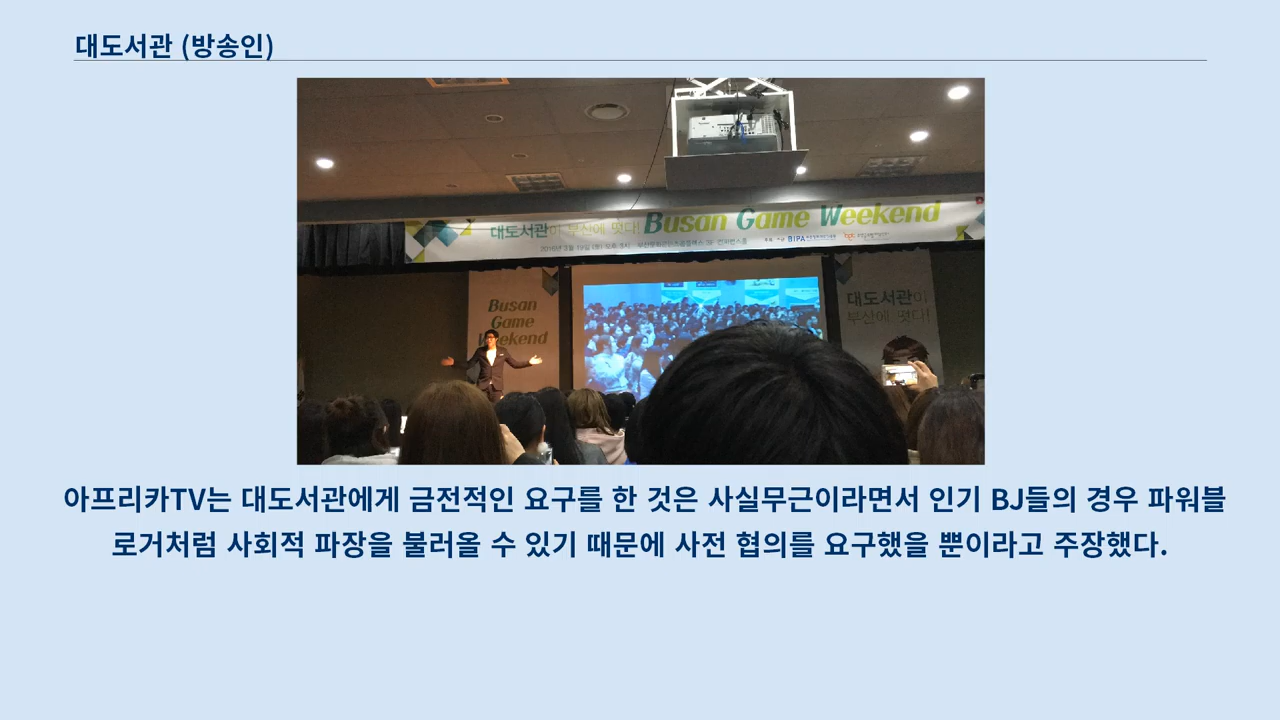 대도서관 (방송인)
대도서관이 부산에 떴다! Busan Game Weekend
BIPA
Busan
Game
Weekend
대도서관이
부산에 떴다!
아프리카TV는 대도서관에게 금전적인 요구를 한 것은 사실무근이라면서 인기 BJ들의 경우 파워블
로거처럼 사회적 파장을 불러올 수 있기 때문에 사전 협의를 요구했을 뿐이라고 주장했다.